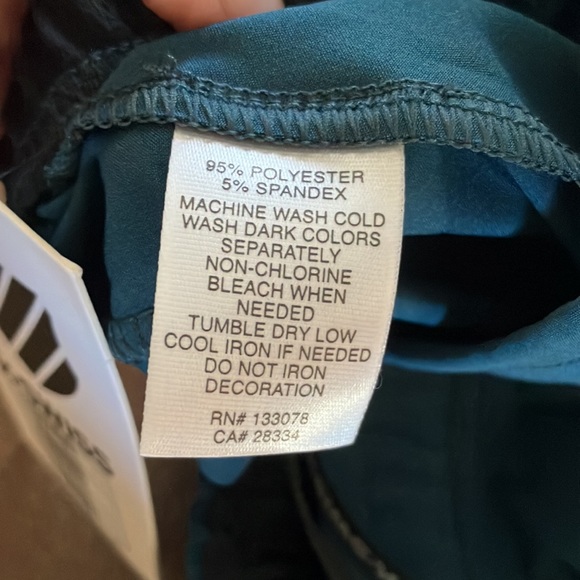 95% POLYESTER
5% SPANDEX
MACHINE WASH COLD
WASH DARK COLORS
SEPARATELY
NON-CHLORINE
BLEACH WHEN
NEEDED
TUMBLE DRY LOW
COOL IRON IF NEEDED
DO NOT IRON
DECORATION
RN# 133078
CA# 28334